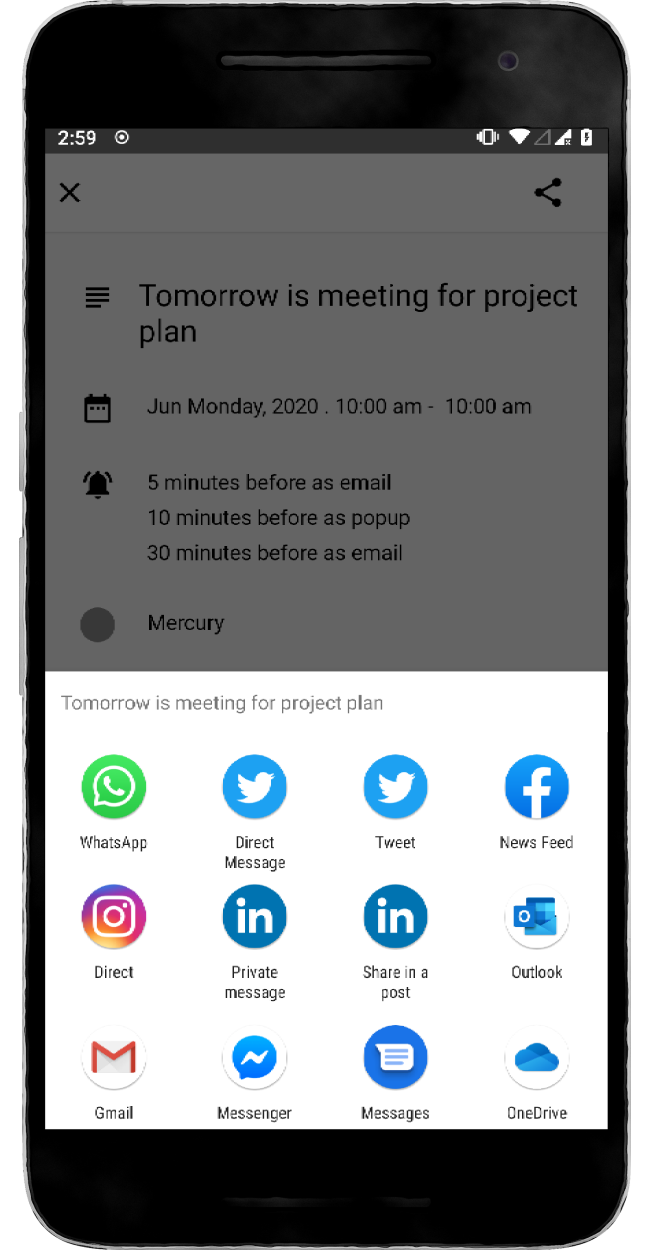 2:59
Tomorrow is meeting for project
plan
Jun Monday, 2020 . 10:00 am - 10:00 am
5 minutes before as email
10 minutes before as popup
30 minutes before as email
Mercury
Tomorrow is meeting for project plan
WhatsApp
Direct
Message
Tweet
News Feed
Direct
Private
message
Share in a
post
Outlook
Gmail
Messenger
Messages
OneDrive